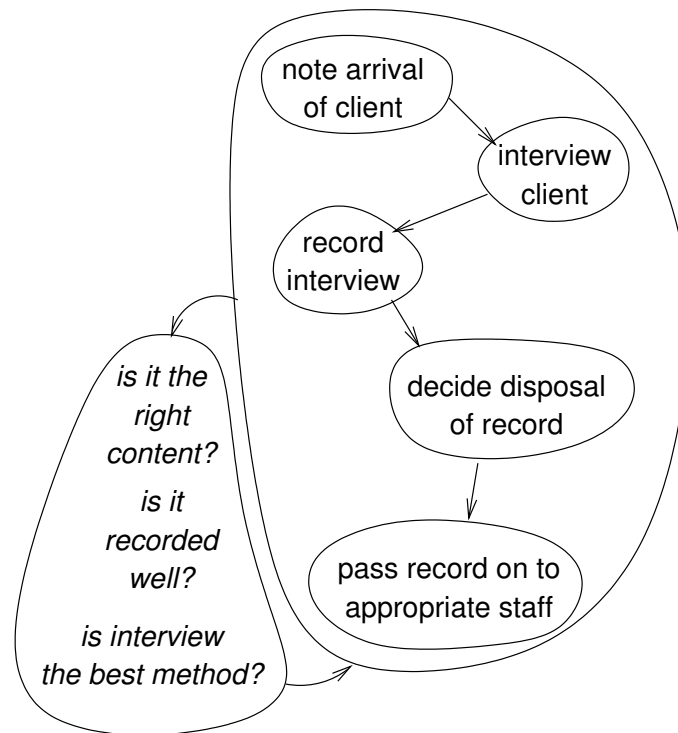 note arrival
of client
interview
client
record
interview
decide disposal
of record
pass record on to
appropriate staff
is it the
right
content?
is it
recorded
well?
is interview
the best method?